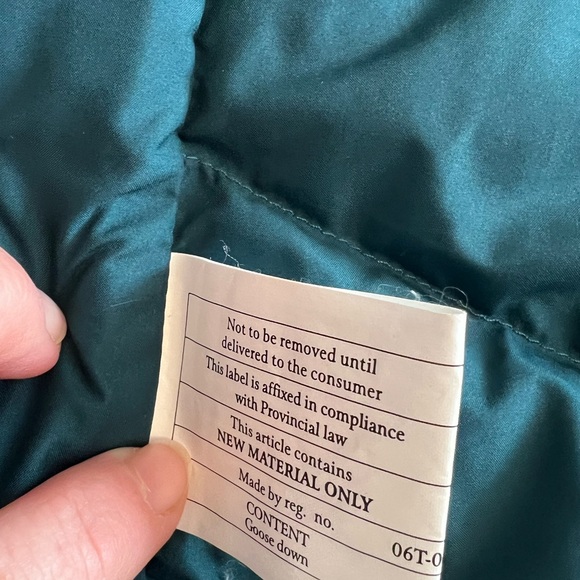 Not to be removed until
delivered to the consumer
This label is affixed in compliance
with Provincial law
This article contains
NEW MATERIAL ONLY
Made by reg. no.
06T-0
CONTENT
Goose down